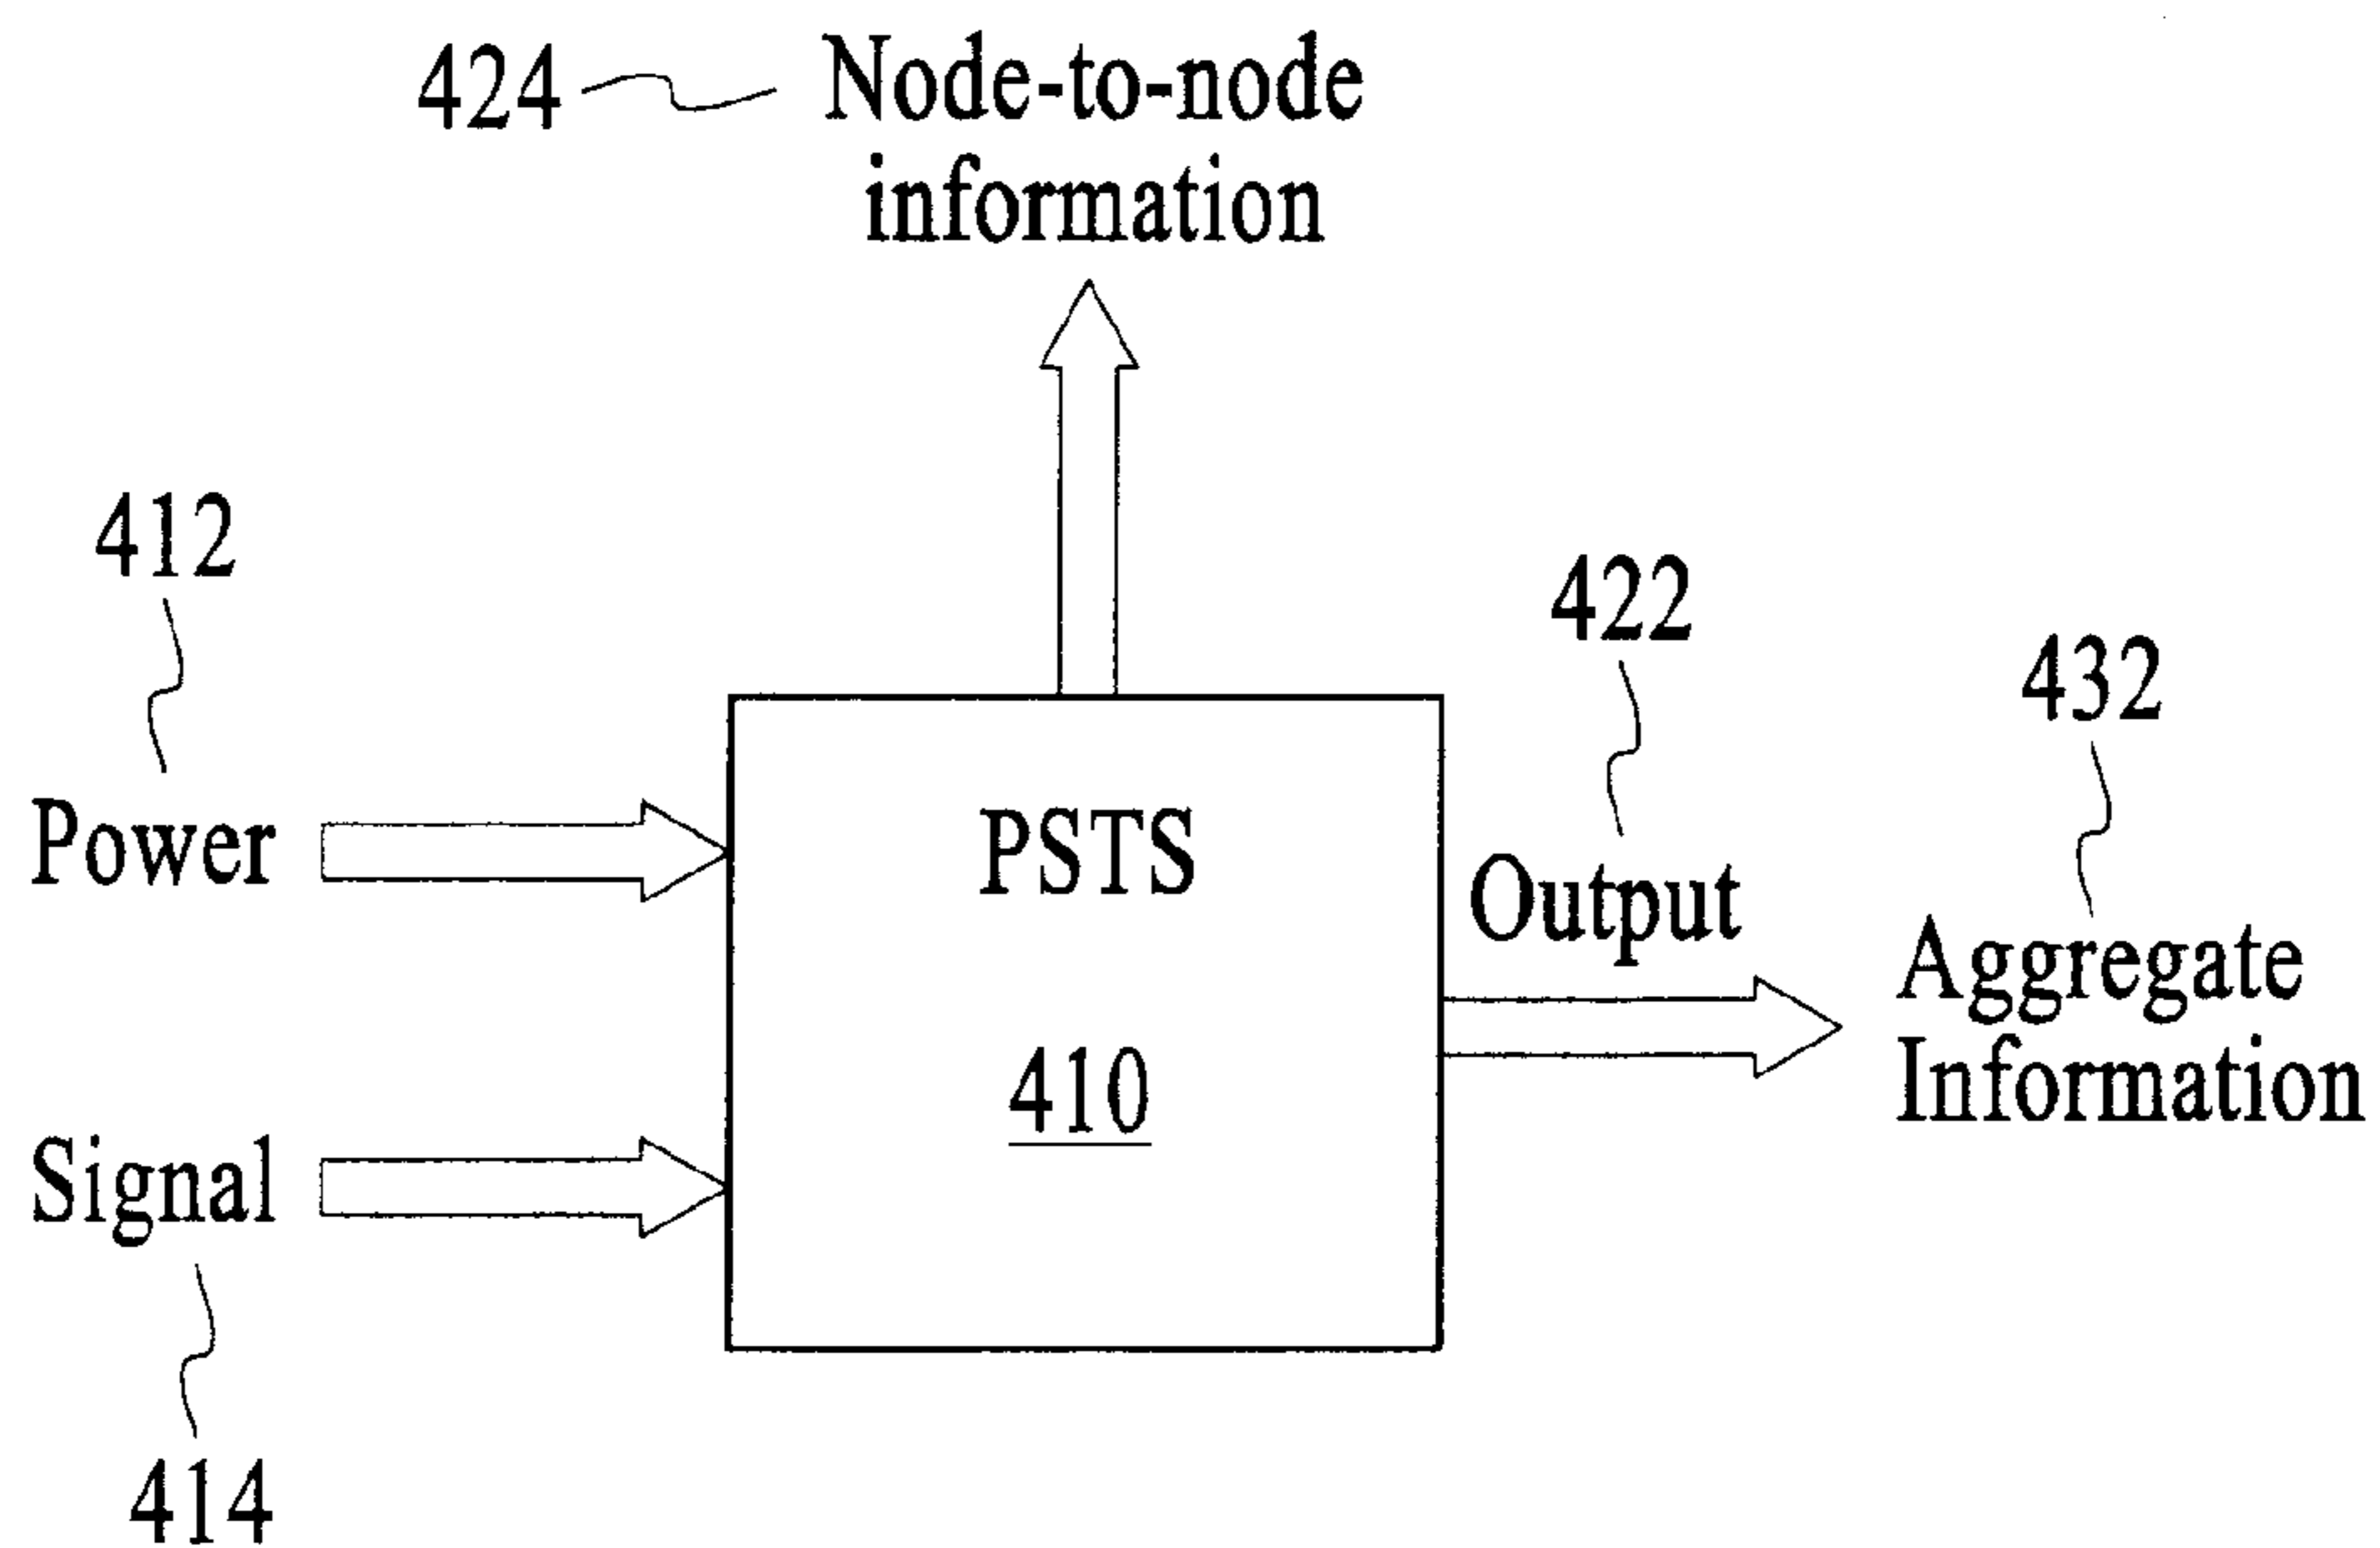 424
Node-to-node
information
412
422
432
Power
PSTS
Output
Aggregate
Information
410
Signal
414